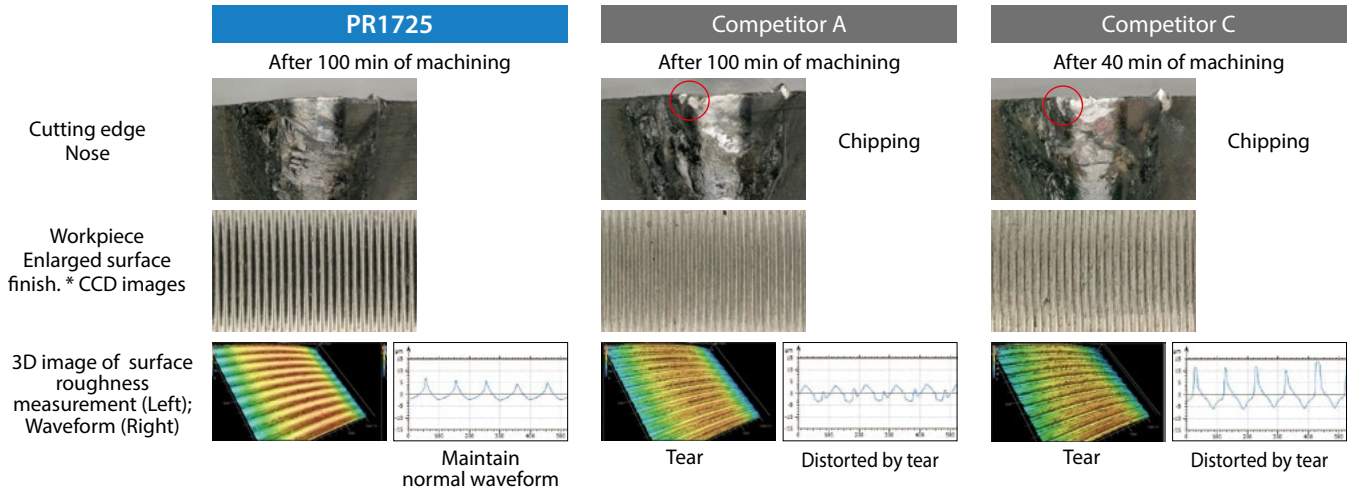 PR1725
Competitor A
Competitor C
After 100 min of machining
After 100 min of machining
After 40 min of machining
Cutting edge
Nose
Chipping
Chipping
Workpiece
Enlarged surface
finish. * CCD images
3D image of surface
roughness
measurement (Left);
Waveform (Right)
Maintain
normal waveform
Tear
Distorted by tear
Tear
Distorted by tear